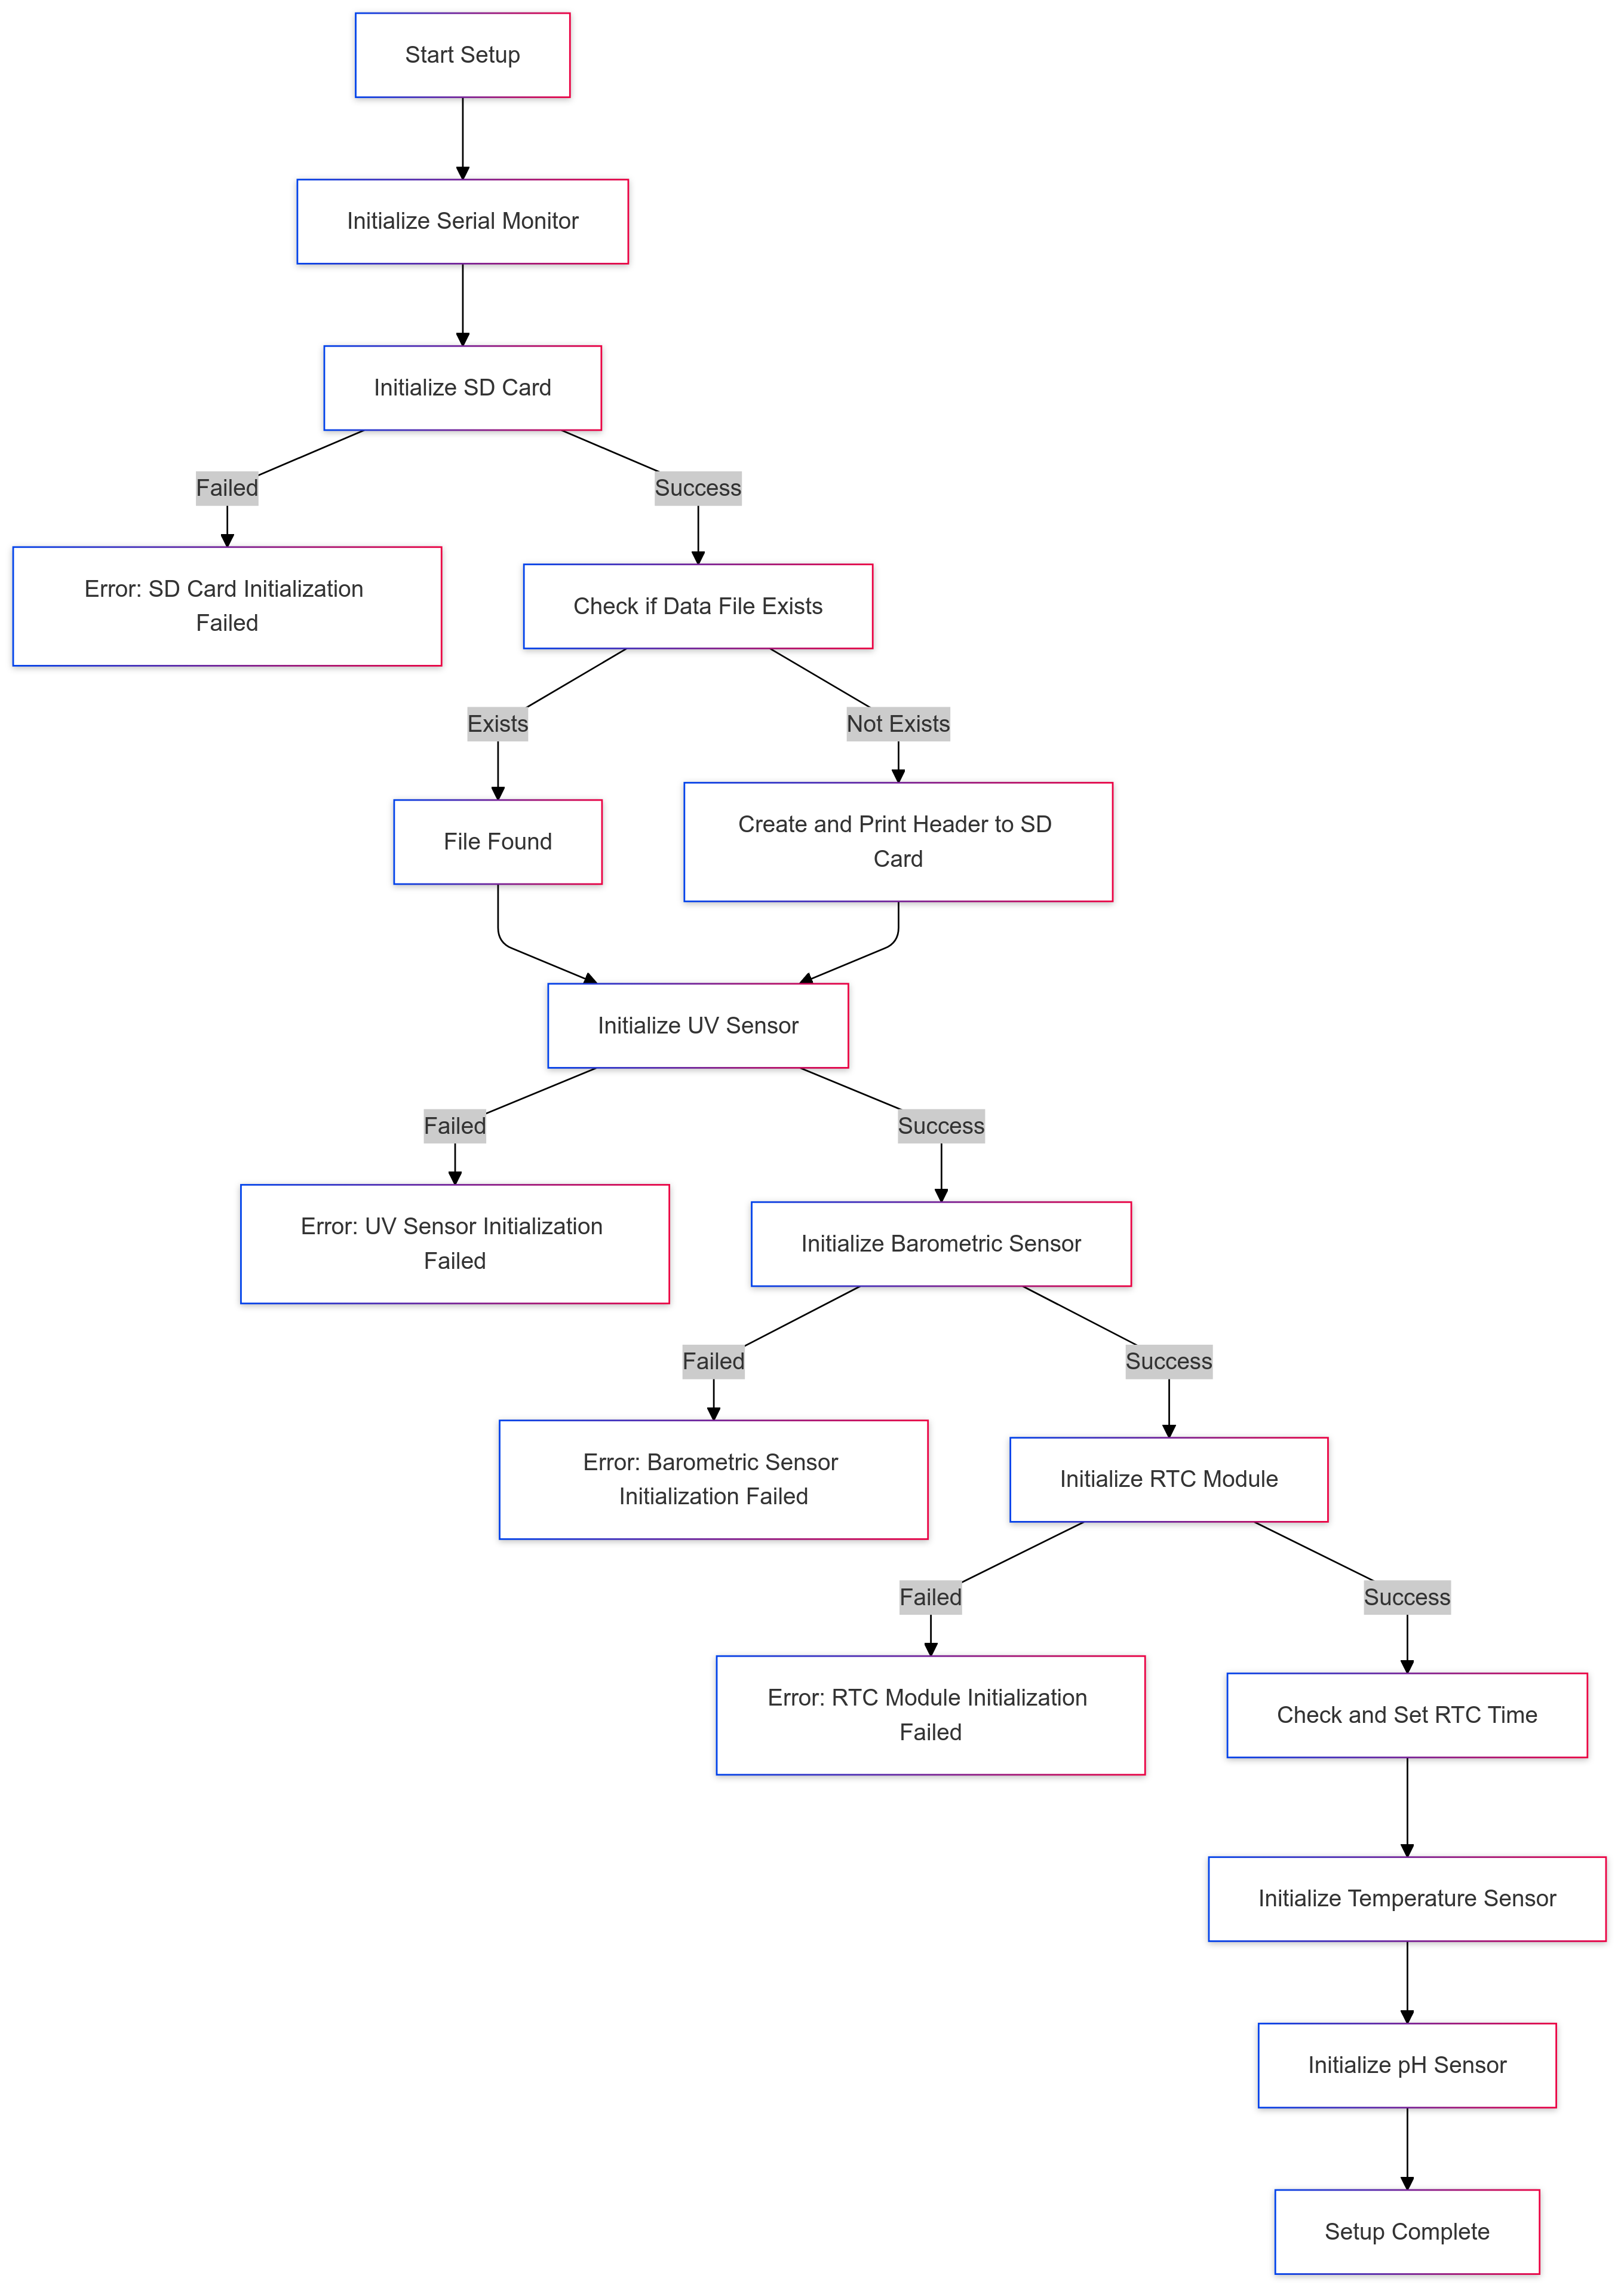 Start Setup
Initialize Serial Monitor
Initialize SD Card
Failed
Success
Error: SD Card Initialization
Failed
Check if Data File Exists
Exists
Not Exists
File Found
Create and Print Header to SD
Card
Initialize UV Sensor
Failed
Success
Error: UV Sensor Initialization
Failed
Initialize Barometric Sensor
Failed
Success
Error: Barometric Sensor
Initialization Failed
Initialize RTC Module
Failed
Success
Error: RTC Module Initialization
Failed
Check and Set RTC Time
Initialize Temperature Sensor
Initialize pH Sensor
Setup Complete